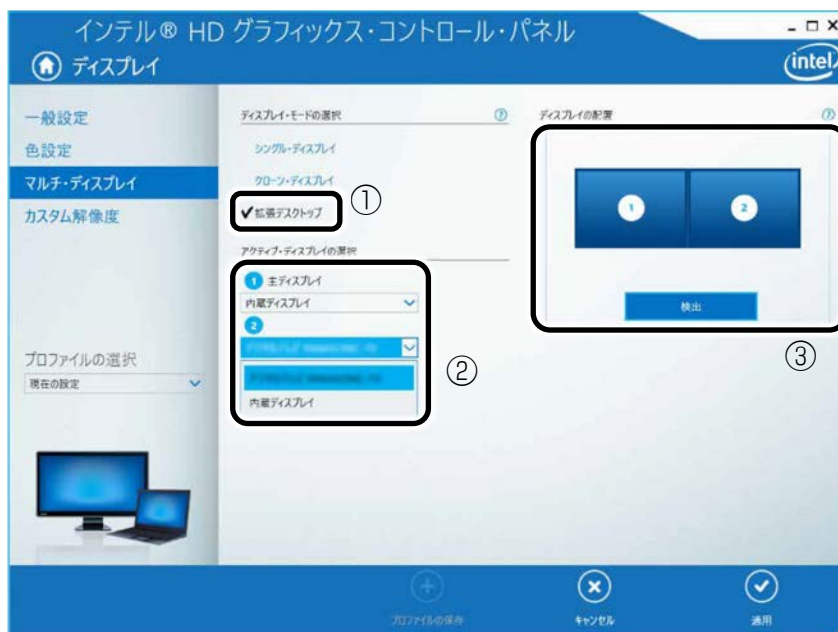 インテル® HD グラフィックス・コントロール・パネル
ディスプレイ
intel
一般設定
色設定
マルチ・ディスプレイ
カスタム解像度
プロファイルの選択
現在の設定
ディスプレイ・モードの選択
シングル・ディスプレイ
クローン・ディスプレイ
✔拡張デスクトップ
①
アクティブ・ディスプレイの選択
1 主ディスプレイ
内蔵ディスプレイ
2
内蔵ディスプレイ
②
ディスプレイの配置
1 2
検出
③
プロファイルの保存
キャンセル
適用